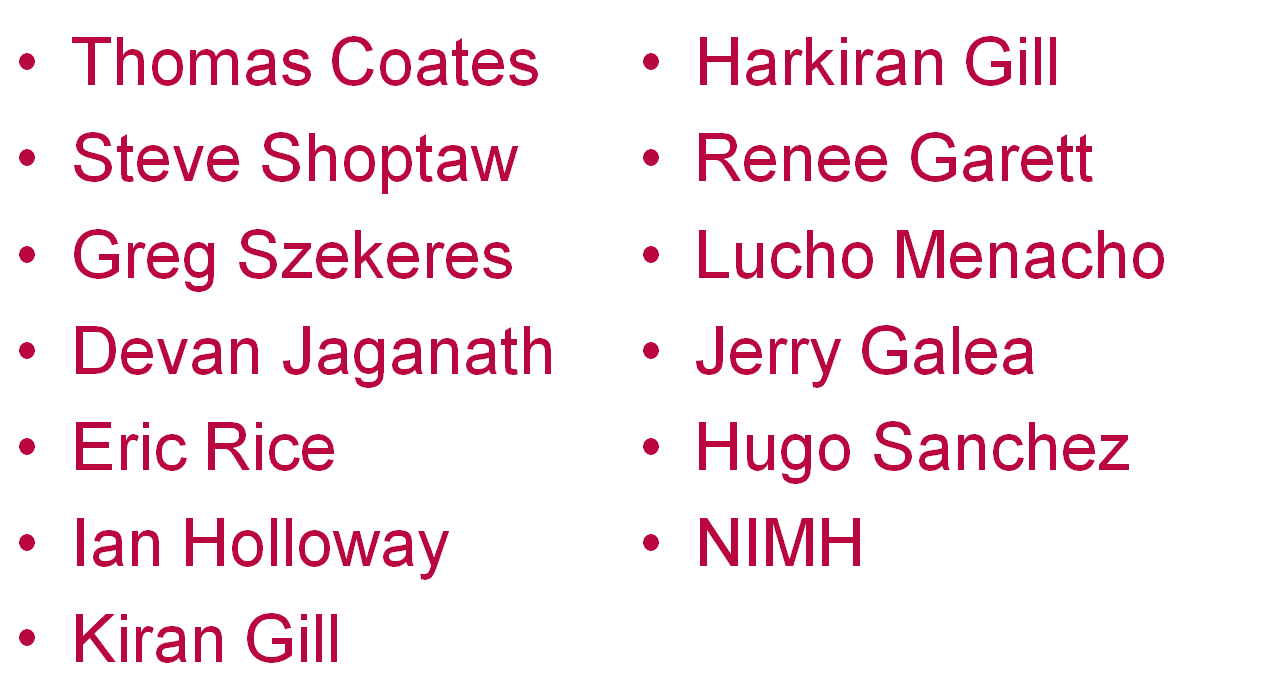 • Thomas Coates
• Steve Shoptaw
• Greg Szekeres
• Devan Jaganath
• Eric Rice
• Ian Holloway
• Kiran Gill
• Harkiran Gill
• Renee Garett
• Lucho Menacho
• Jerry Galea
• Hugo Sanchez
• NIMH